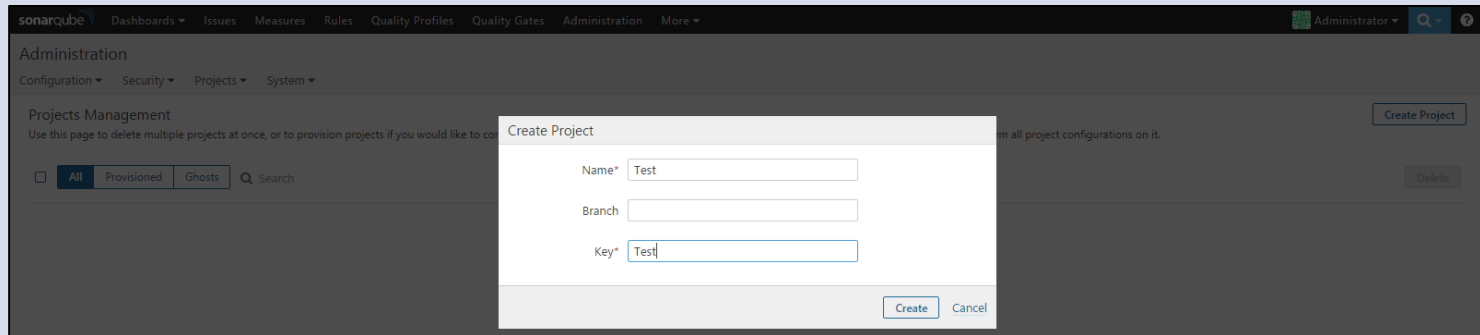 sonarqube Dashboards Issues Measures Rules Quality Profiles Quality Gates Administration More Administrator ?
Administration
Configuration Security Projects System
Projects Management
Create Project
Use this page to delete multiple projects at once, or to provision projects if you would like to con
rm all project configurations on it.
All Provisioned Ghosts Search
Delete
Create Project
Name* Test
Branch
Key* Test
Create Cancel